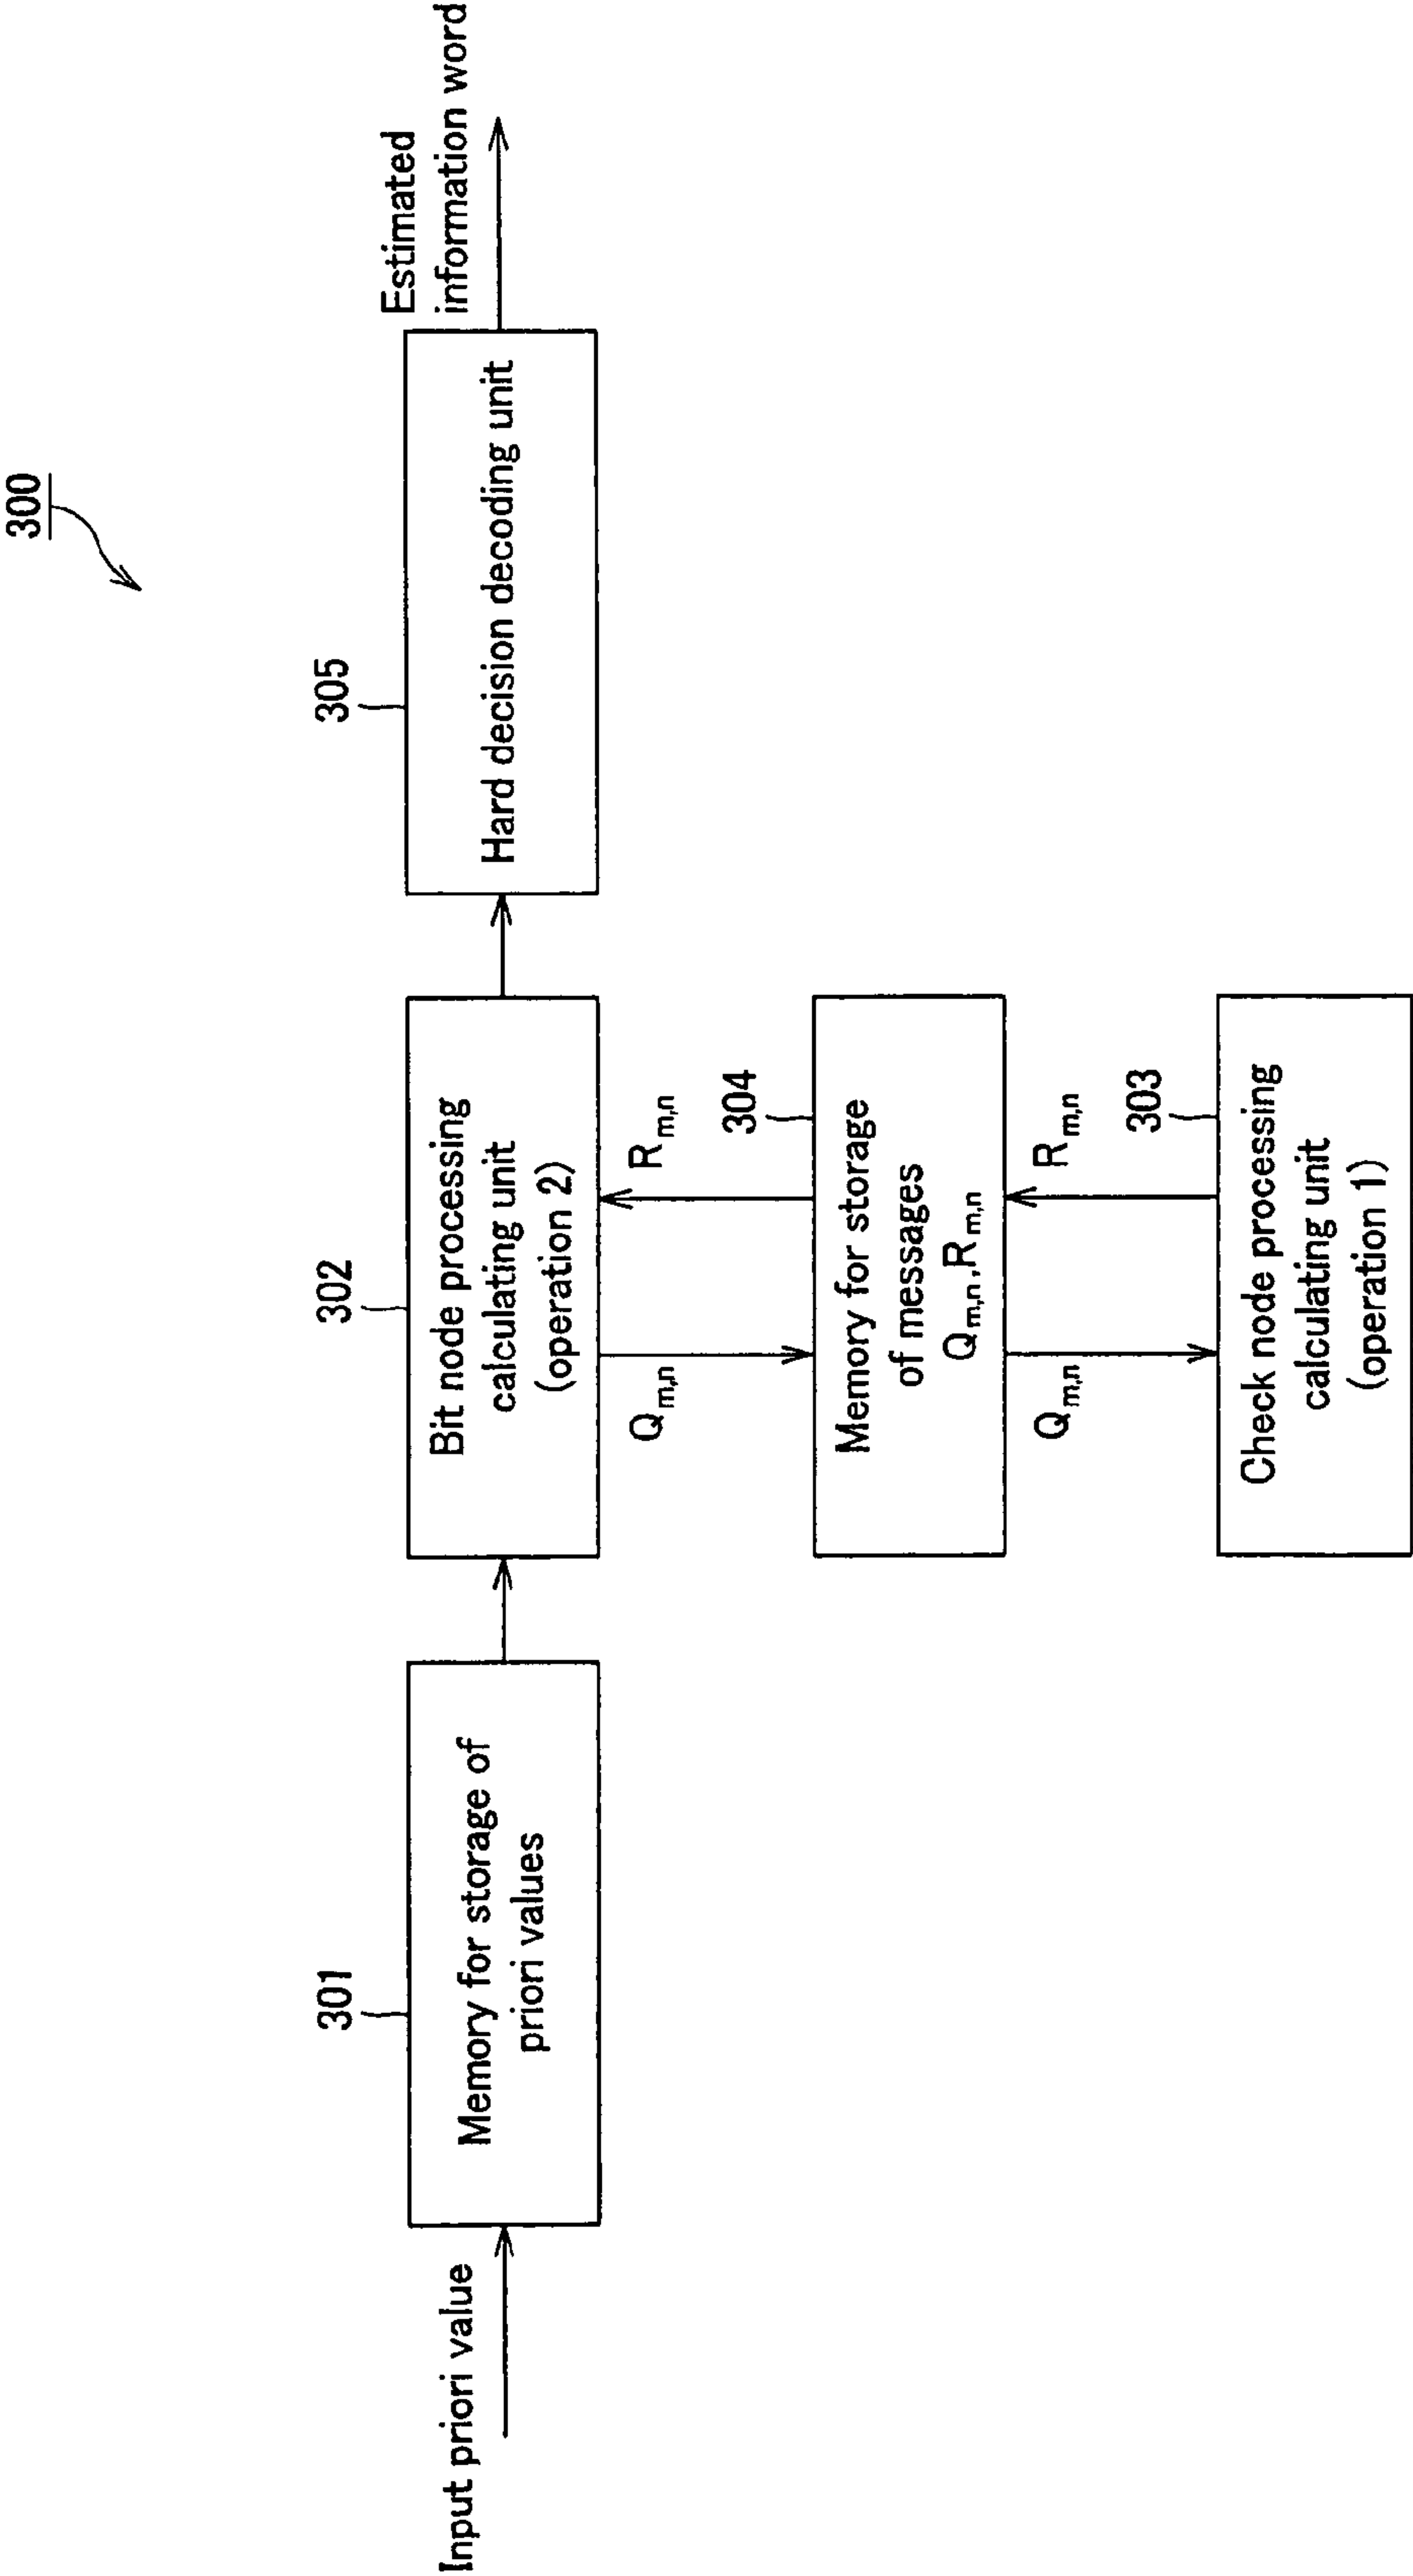 300
Input priori value
301
Memory for storage of
priori values
302
Bit node processing
calculating unit
(operation 2)
305
Hard decision decoding unit
Estimated
information word
Qm,n
Rm,n
304
Memory for storage
of messages
Qm,n,Rm,n
Qm,n
Rm,n
303
Check node processing
calculating unit
(operation 1)